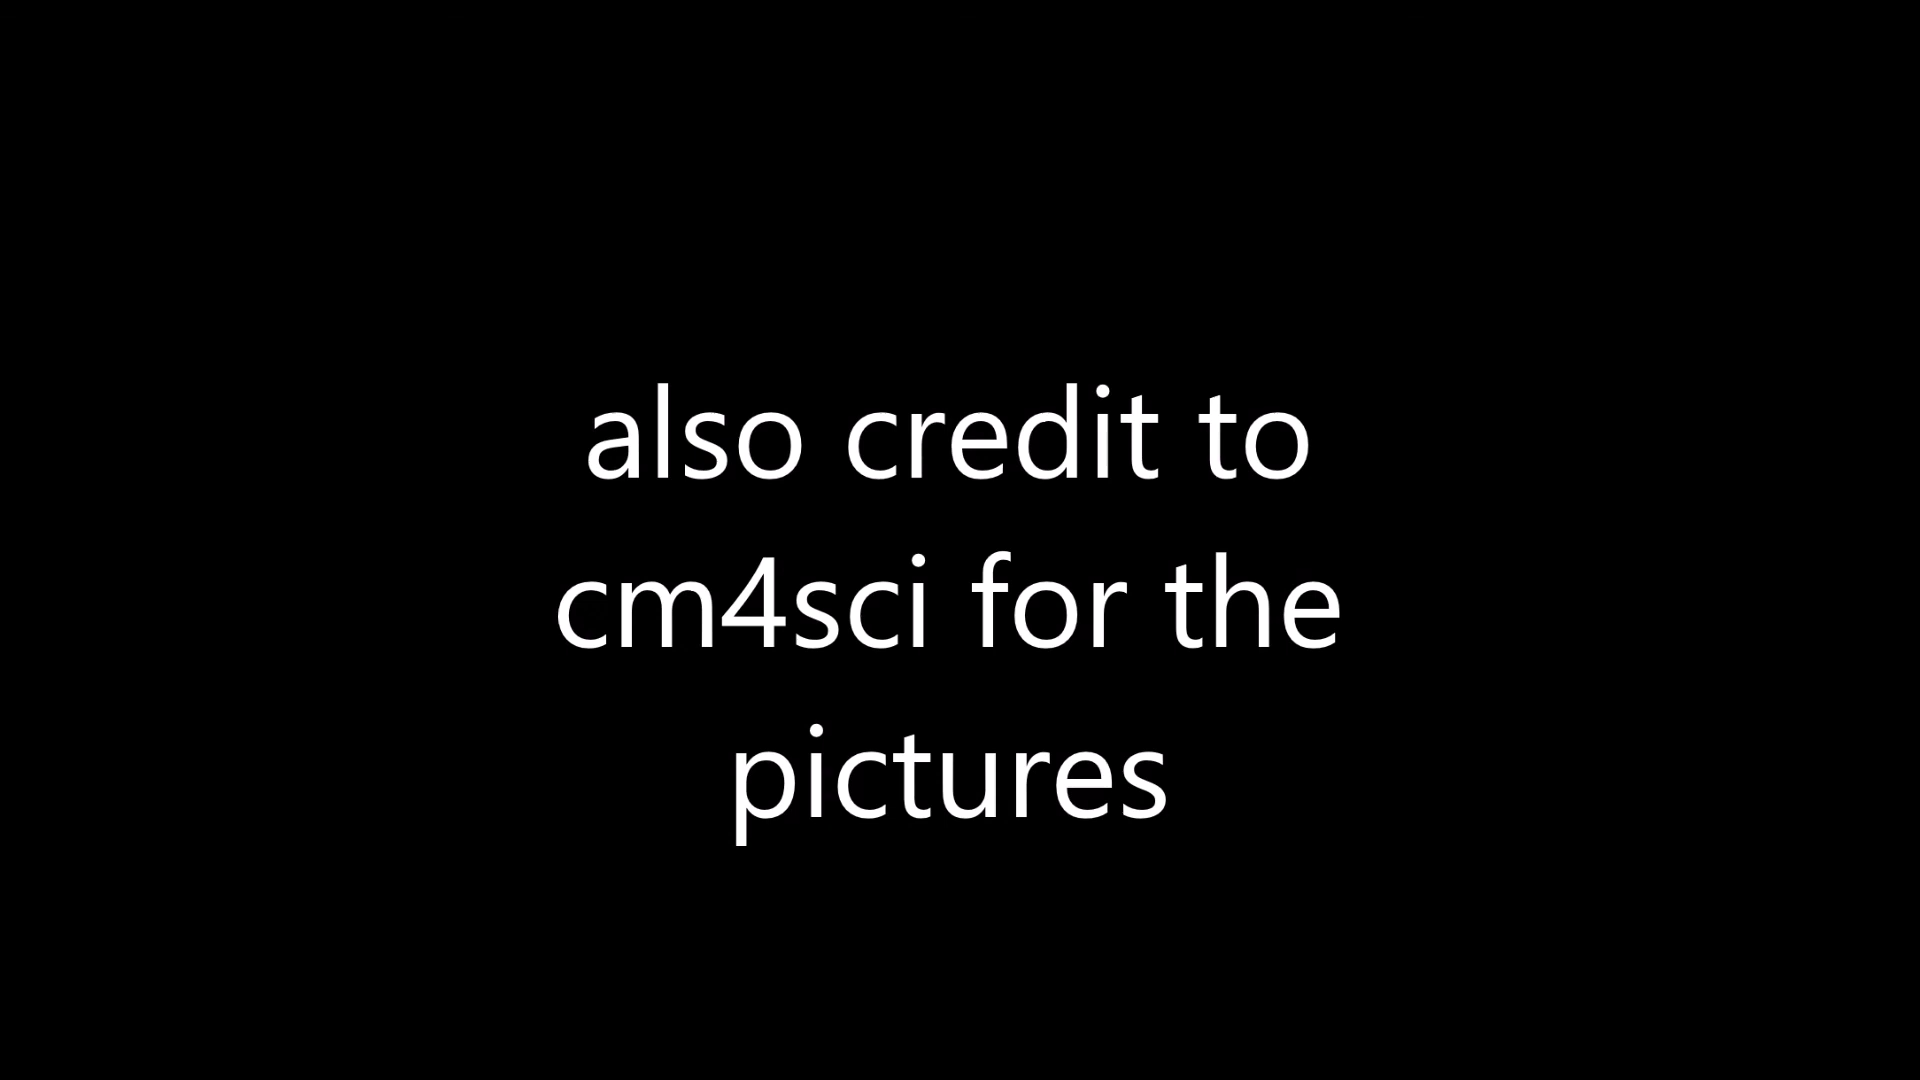 also credit to
cm4sci for the
pictures